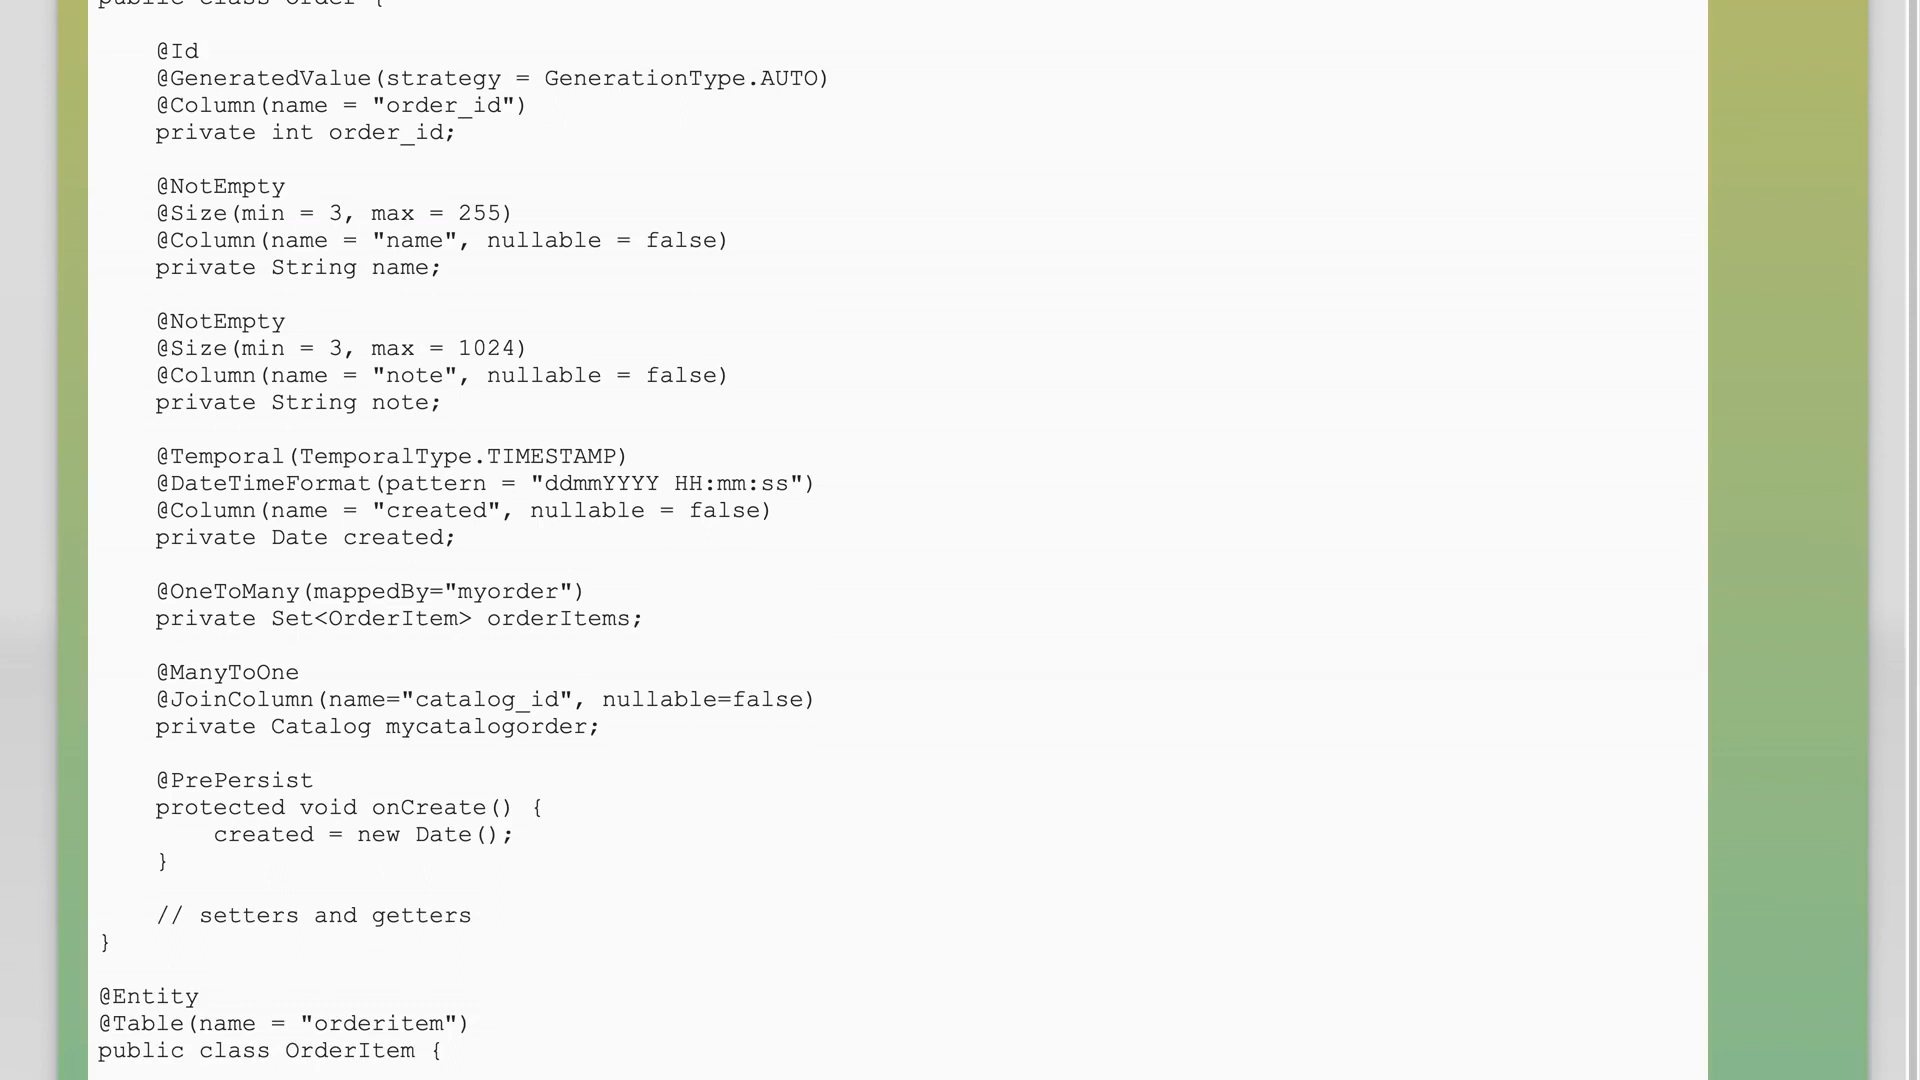 public class Order {
@Id
@GeneratedValue(strategy = GenerationType.AUTO)
@Column(name = "order_id")
private int order_id;
@NotEmpty
@Size(min = 3, max = 255)
@Column(name = "name", nullable = false)
private String name;
@NotEmpty
@Size(min = 3, max = 1024)
@Column(name = "note", nullable = false)
private String note;
@Temporal(TemporalType.TIMESTAMP)
@DateTimeFormat(pattern = "ddmmYYYY HH:mm:ss")
@Column(name = "created", nullable = false)
private Date created;
@OneToMany(mappedBy="myorder")
private Set<OrderItem> orderItems;
@ManyToOne
@JoinColumn(name="catalog_id", nullable=false)
private Catalog mycatalogorder;
@PrePersist
protected void onCreate() {
created = new Date();
}
// setters and getters
}
@Entity
@Table(name = "orderitem")
public class OrderItem {